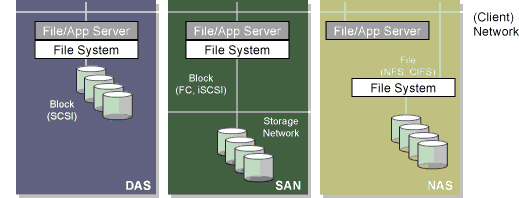 File/App Server
File System
Block
(SCSI)
DAS
File/App Server
File System
Block
(FC, iSCSI)
Storage
Network
SAN
File/App Server
File
(NFS, CIFS)
File System
NAS
(Client)
Network